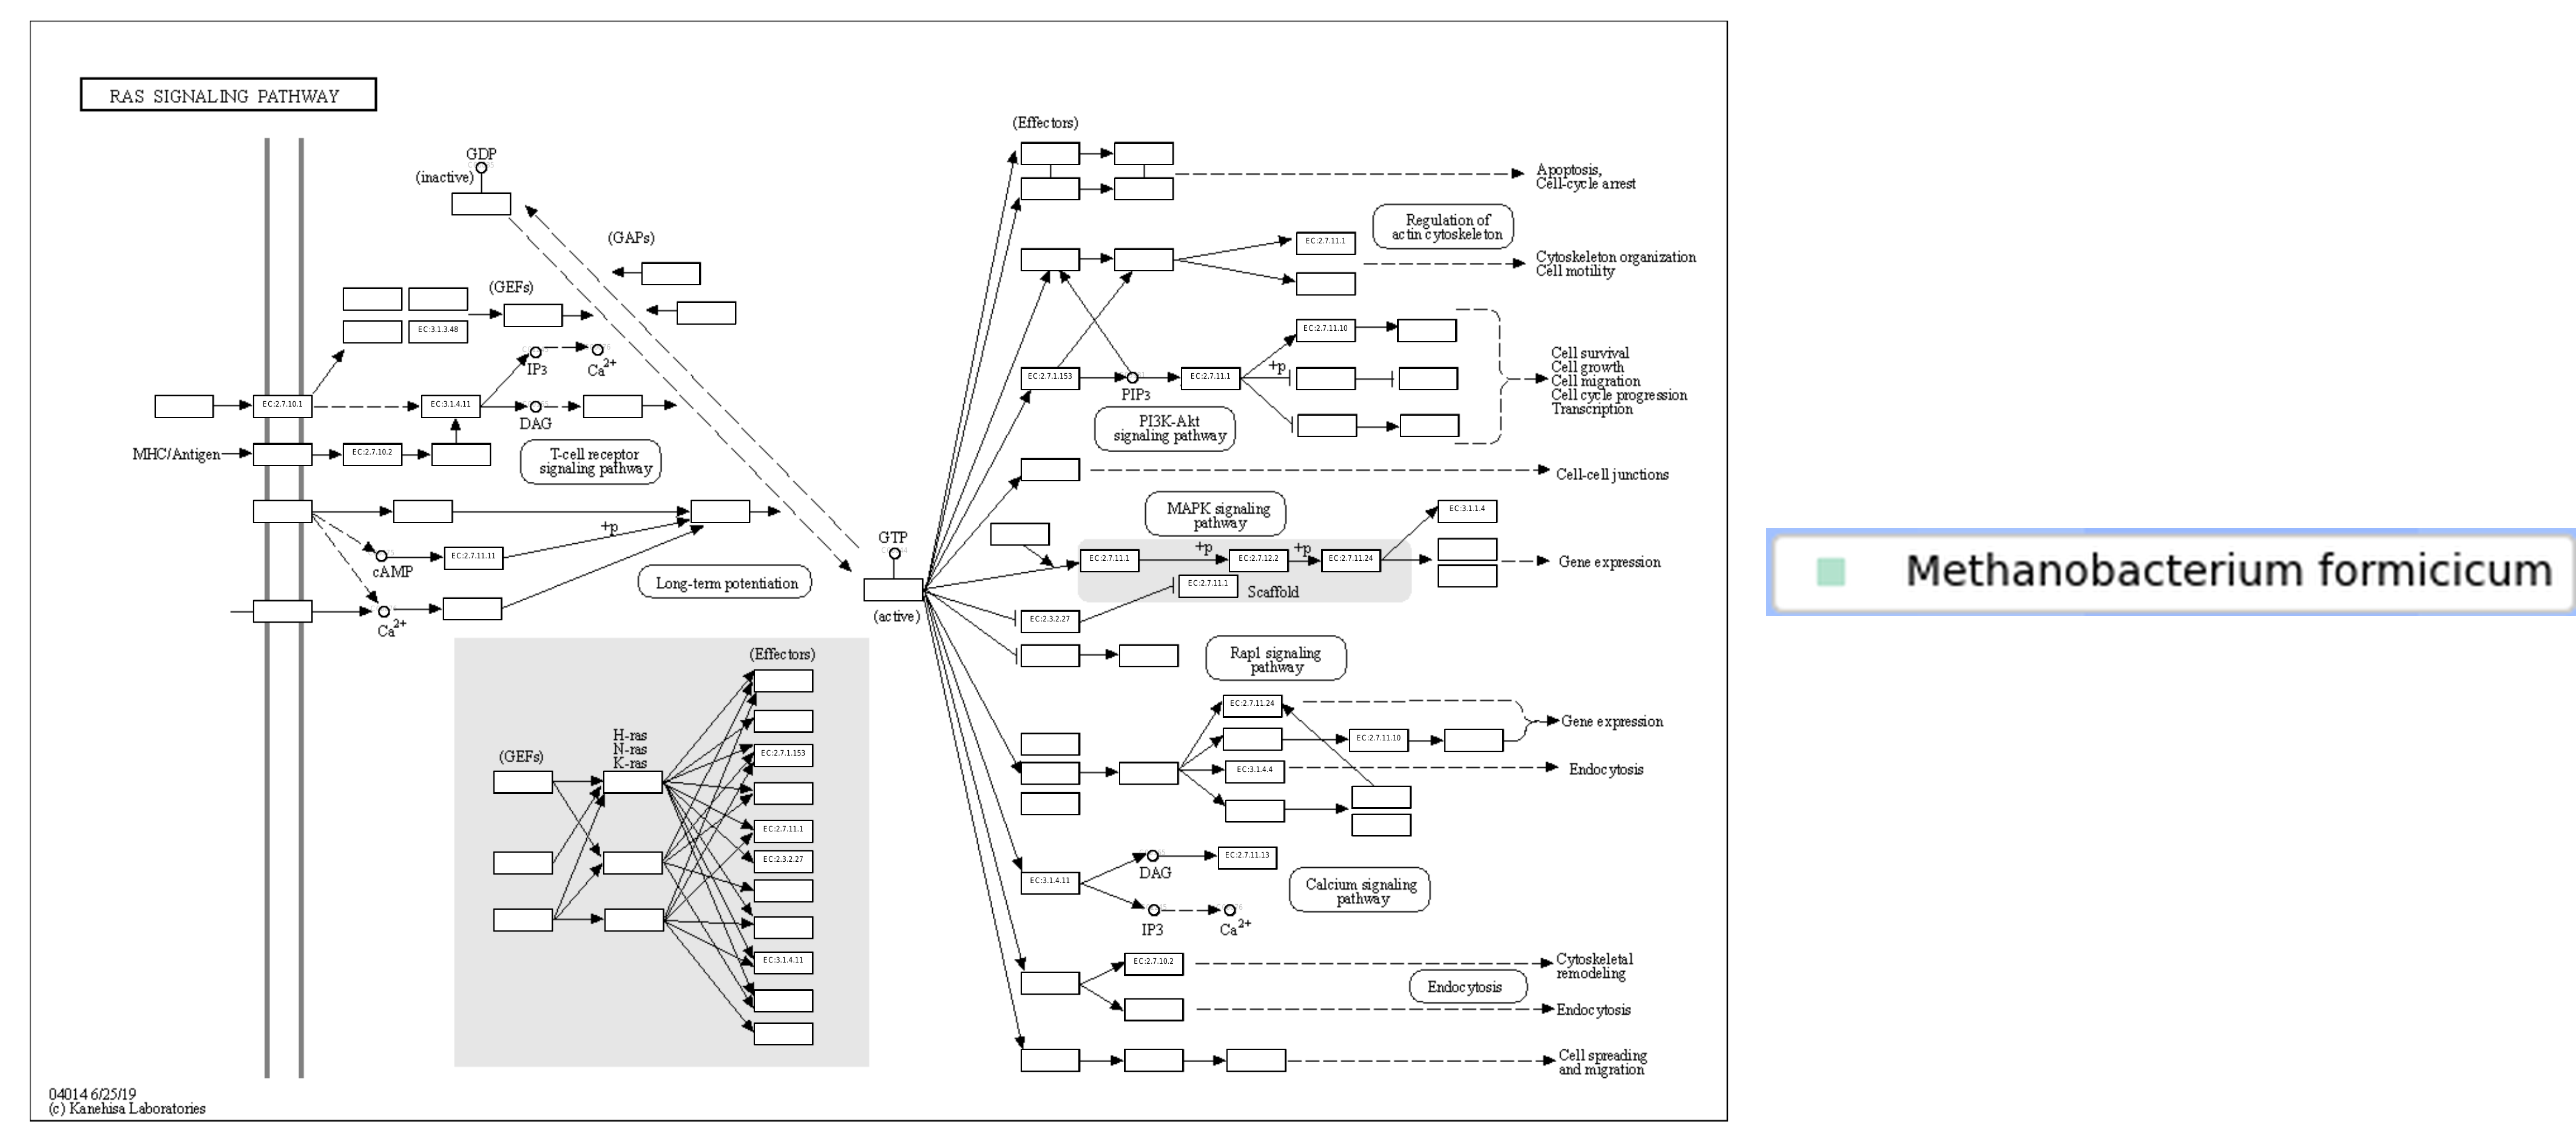 RAS SIGNALING PATHWAY
GDP
(inactive)
(GAPs)
(GEFs)
EC:3.1.3.48
IP3
Ca2+
EC:2.7.10.1
EC:3.1.4.11
DAG
MHC/Antigen
EC:2.7.10.2
T-cell receptor
signaling pathway
+p
cAMP
EC:2.7.11.11
Ca2+
Long-term potentiation
GTP
(active)
(Effectors)
H-ras
N-ras
K-ras
(GEFs)
EC:2.7.1.153
EC:2.7.11.1
EC:2.3.2.27
EC:3.1.4.11
(Effectors)
Apoptosis,
Cell-cycle arrest
Regulation of
actin cytoskeleton
EC:2.7.11.1
Cytoskeleton organization
Cell motility
EC:2.7.11.10
EC:2.7.1.153
PIP3
EC:2.7.11.1
+p
Cell survival
Cell growth
Cell migration
Cell cycle progression
Transcription
PI3K-Akt
signaling pathway
Cell-cell junctions
MAPK signaling
pathway
EC:3.1.1.4
EC:2.7.11.1
+p
EC:2.7.12.2
+p
EC:2.7.11.24
Gene expression
EC:2.7.11.1
Scaffold
EC:2.3.2.27
Rap1 signaling
pathway
EC:2.7.11.24
Gene expression
EC:2.7.11.10
EC:3.1.4.4
Endocytosis
DAG
EC:2.7.11.13
EC:3.1.4.11
Calcium signaling
pathway
IP3
Ca2+
EC:2.7.10.2
Cytoskeletal
remodeling
Endocytosis
Endocytosis
Cell spreading
and migration
04014 6/25/19
(c) Kanehisa Laboratories
Methanobacterium formicicum